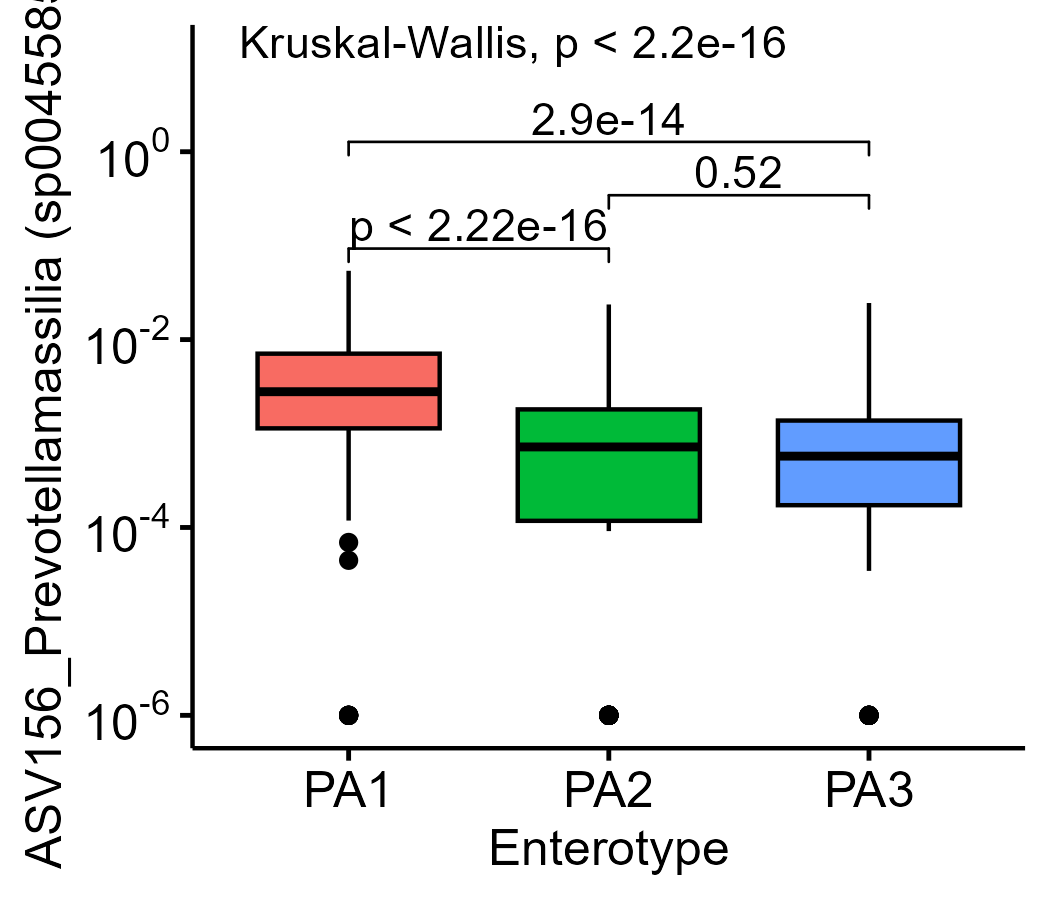 Kruskal-Wallis, p < 2.2e-16
2.9e-14
0.52
p < 2.22e-16
10^0
10^-2
10^-4
10^-6
ASV156_Prevotellamassilia
PA1 PA2 PA3
Enterotype